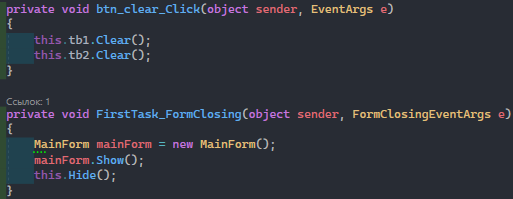 private void btn_clear_Click(object sender, EventArgs e)
{
    this.tb1.Clear();
    this.tb2.Clear();
}
Ссылок: 1
private void FirstTask_FormClosing(object sender, FormClosingEventArgs e)
{
    MainForm mainForm = new MainForm();
    mainForm.Show();
    this.Hide();
}